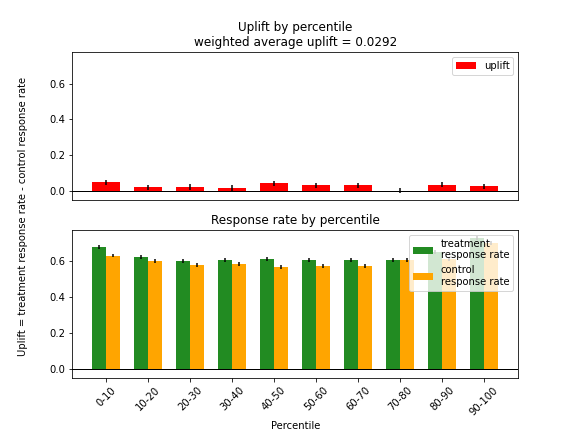 Uplift by percentile
weighted average uplift = 0.0292
uplift
0.6
0.4
0.2
0.0
Uplift = treatment response rate - control response rate
Response rate by percentile
treatment
response rate
control
response rate
0.6
0.4
0.2
0.0
0-10
10-20
20-30
30-40
40-50
50-60
60-70
70-80
80-90
90-100
Percentile